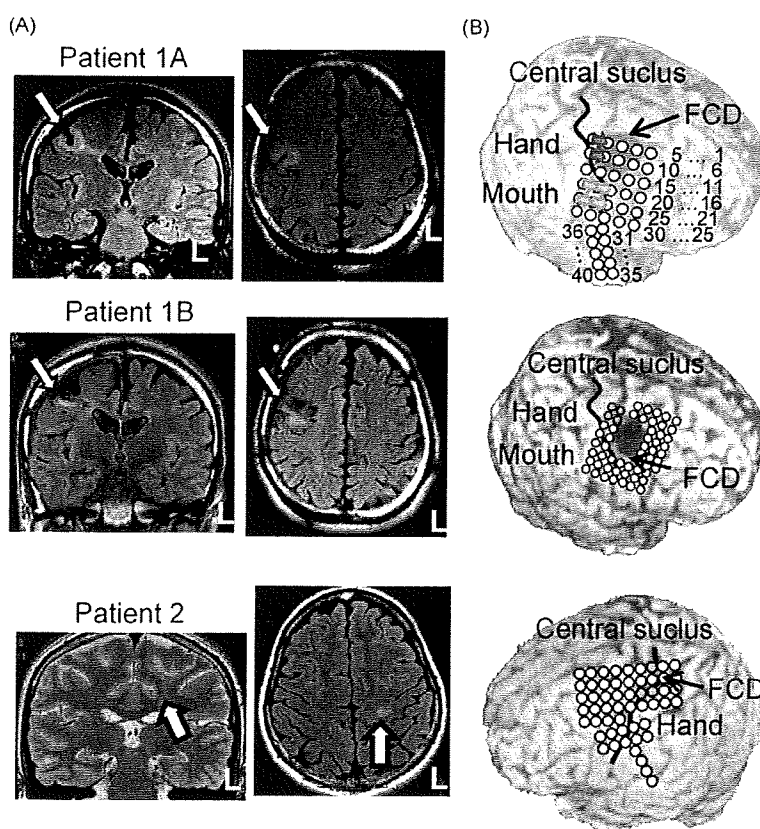 (A)
Patient 1A
L
L
Patient 1B
L
L
Patient 2
L
L
(B)
Central suclus
FCD
Hand
Mouth
5 ... 1
10 ... 6
15 ... 11
20 ... 16
25 ... 21
36 31 30 ...25
40 35
Central suclus
Hand
Mouth
FCD
Central suclus
FCD
Hand